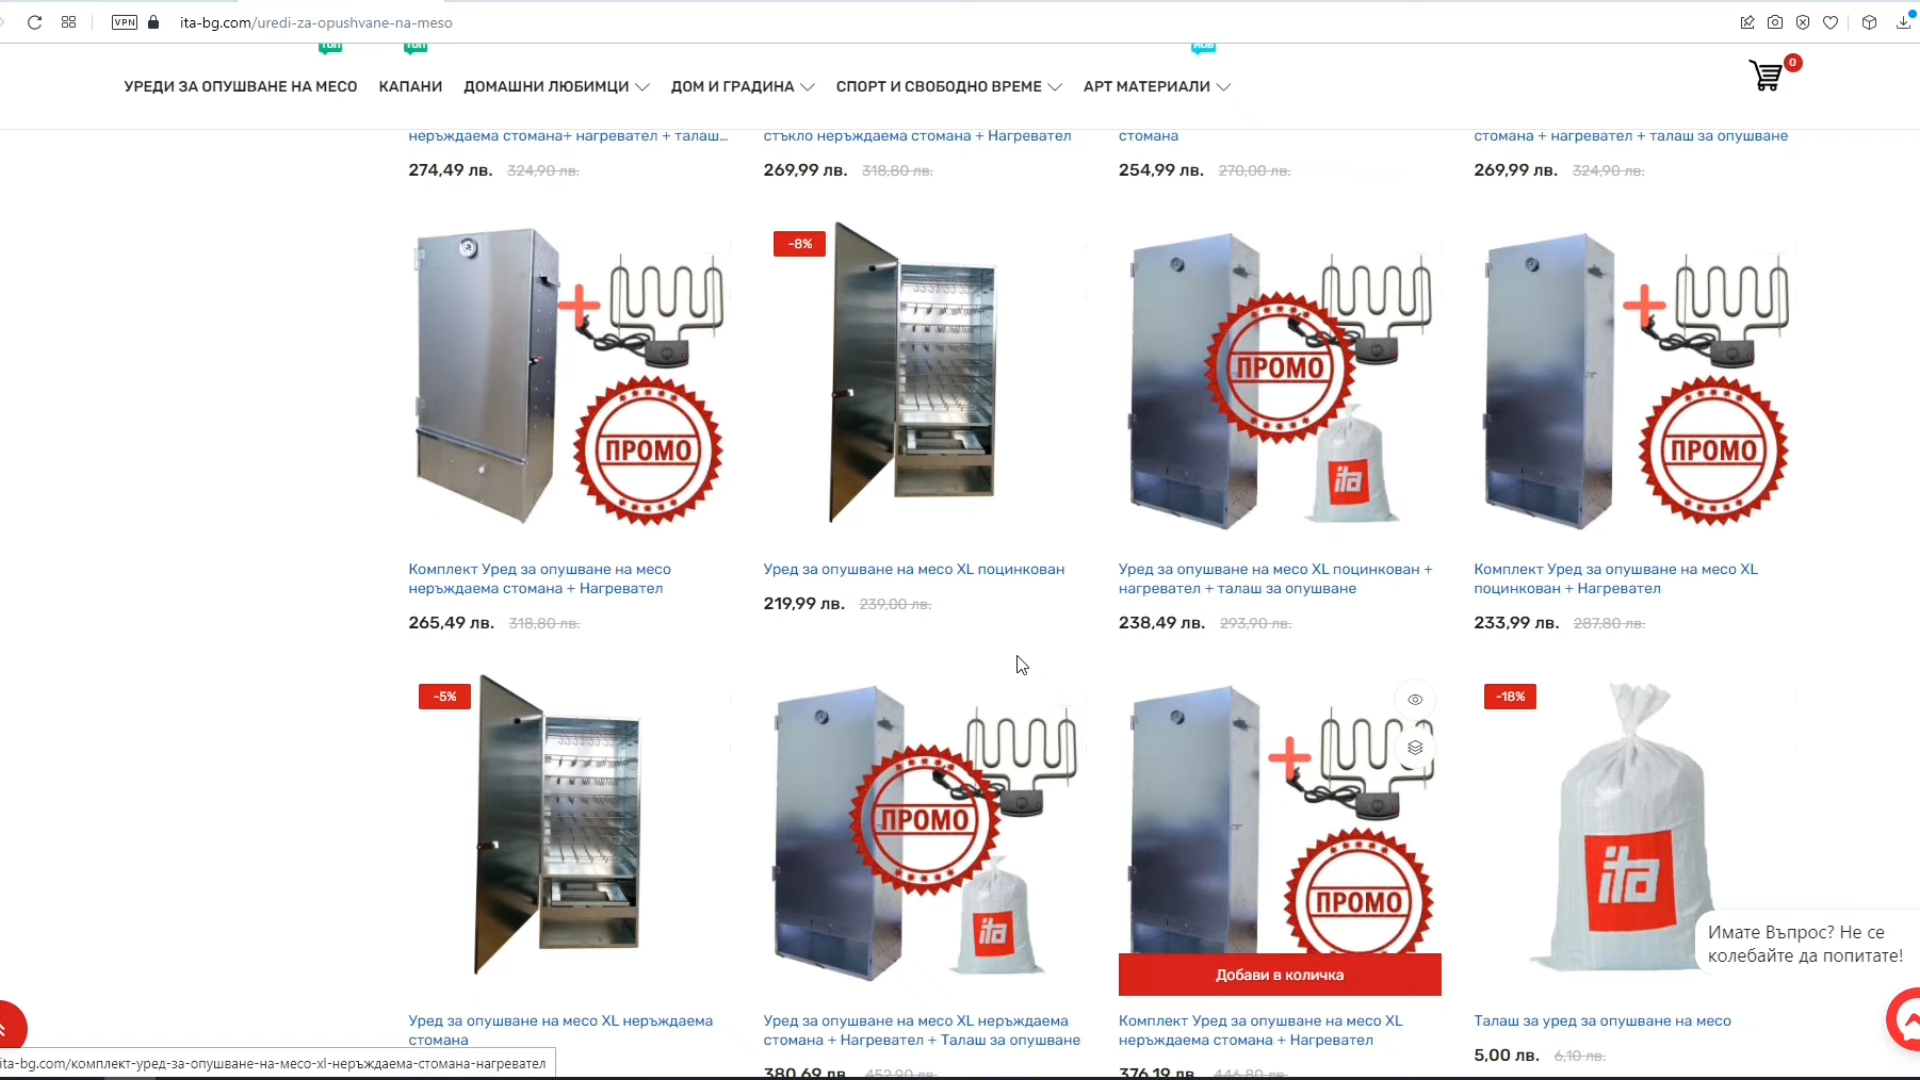 VPN
ita-bg.com/uredi-za-opushvane-na-meso
ТОП
ТОП
НОВ
УРЕДИ ЗА ОПУШВАНЕ НА МЕСО
КАПАНИ
ДОМАШНИ ЛЮБИМЦИ
ДОМ И ГРАДИНА
СПОРТ И СВОБОДНО ВРЕМЕ
АРТ МАТЕРИАЛИ
0
неръждаема стомана+ нагревател + талаш...
274,49 лв. 324,90 лв.
стъкло неръждаема стомана + Нагревател
269,99 лв. 318,80 лв.
стомана
254,99 лв. 270,00 лв.
стомана + нагревател + талаш за опушване
269,99 лв. 324,90 лв.
ПРОМО
-8%
ПРОМО
ita
ПРОМО
Комплект Уред за опушване на месо
неръждаема стомана + Нагревател
265,49 лв. 318,80 лв.
Уред за опушване на месо XL поцинкован
219,99 лв. 239,00 лв.
Уред за опушване на месо XL поцинкован +
нагревател + талаш за опушване
238,49 лв. 293,90 лв.
Комплект Уред за опушване на месо XL
поцинкован + Нагревател
233,99 лв. 287,80 лв.
-5%
ПРОМО
ita
ПРОМО
Добави в количка
-18%
ita
Имате Въпрос? Не се
колебайте да попитате!
Уред за опушване на месо XL неръждаема
стомана
Уред за опушване на месо XL неръждаема
стомана + Нагревател + Талаш за опушване
380,69 лв. 452,90 лв.
Комплект Уред за опушване на месо XL
неръждаема стомана + Нагревател
376,19 лв. 446,80 лв.
Талаш за уред за опушване на месо
5,00 лв. 6,10 лв.
ita-bg.com/комплект-уред-за-опушване-на-месо-xl-неръждаема-стомана-нагревател